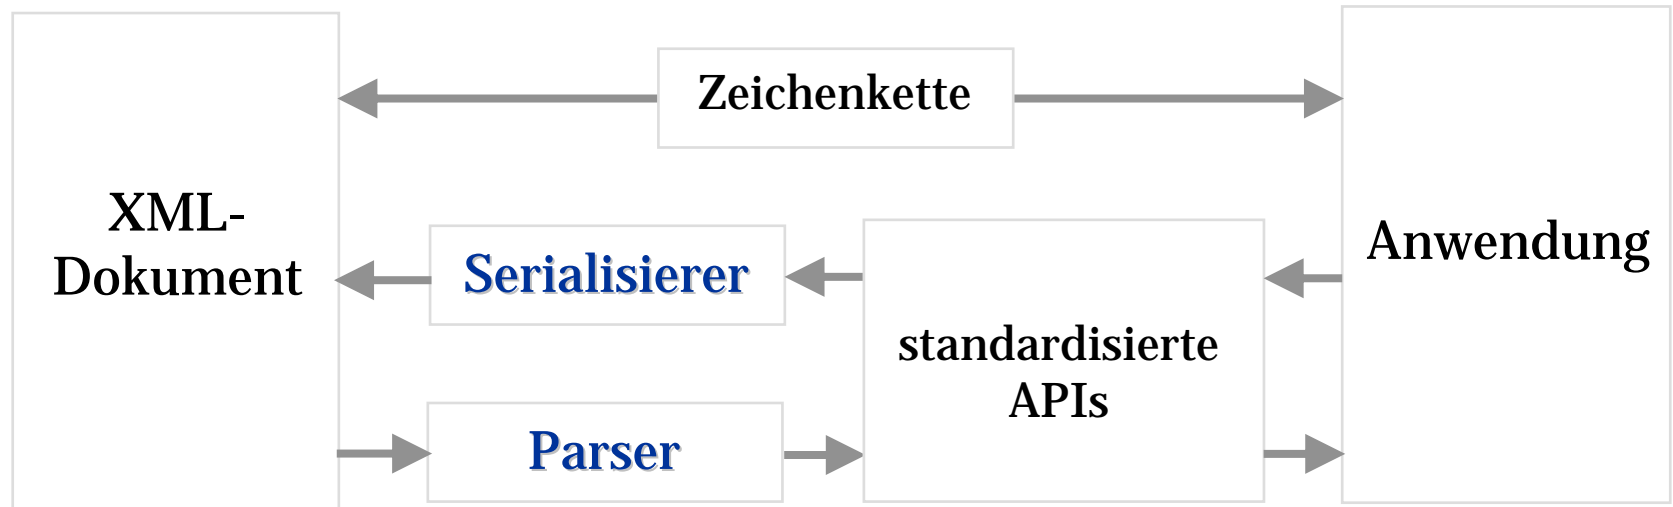 Zeichenkette
XML-
Dokument
Anwendung
Serialisierer
standardisierte
APIs
Parser